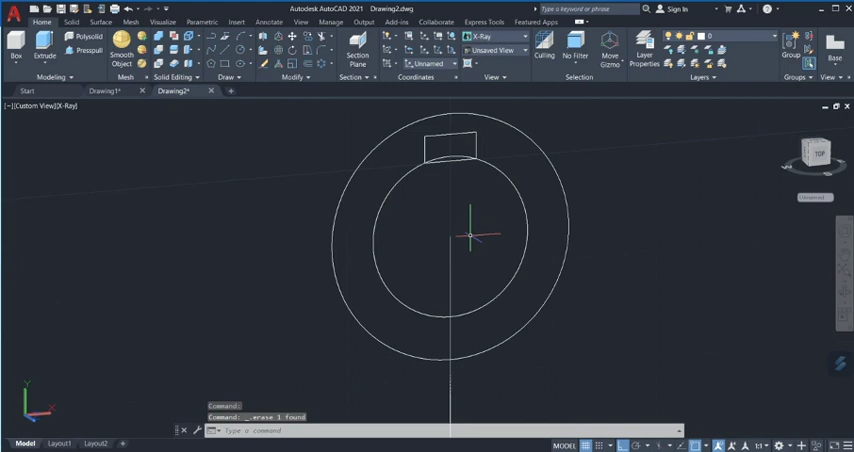 Autodesk AutoCAD 2021 Drawing2.dwg
Type a keyword or phrase
Sign In
Home Solid Surface Mesh Visualize Parametric Insert Annotate View Manage Output Add-ins Collaborate Express Tools Featured Apps
Box
Extrude
Polysolid
Presspull
Smooth Object
Section Plane
Unnamed
X-Ray
Unsaved View
Culling
No Filter
Move Gizmo
Layer Properties
0
Group
Base
Modeling Mesh Solid Editing Draw Modify Section Coordinates View Selection Layers Groups View
Start Drawing1* Drawing2*
[−][Custom View][X-Ray]
TOP
Unnamed
Y
X
Command:
Command: _.erase 1 found
Type a command
Model Layout1 Layout2
MODEL
1:1